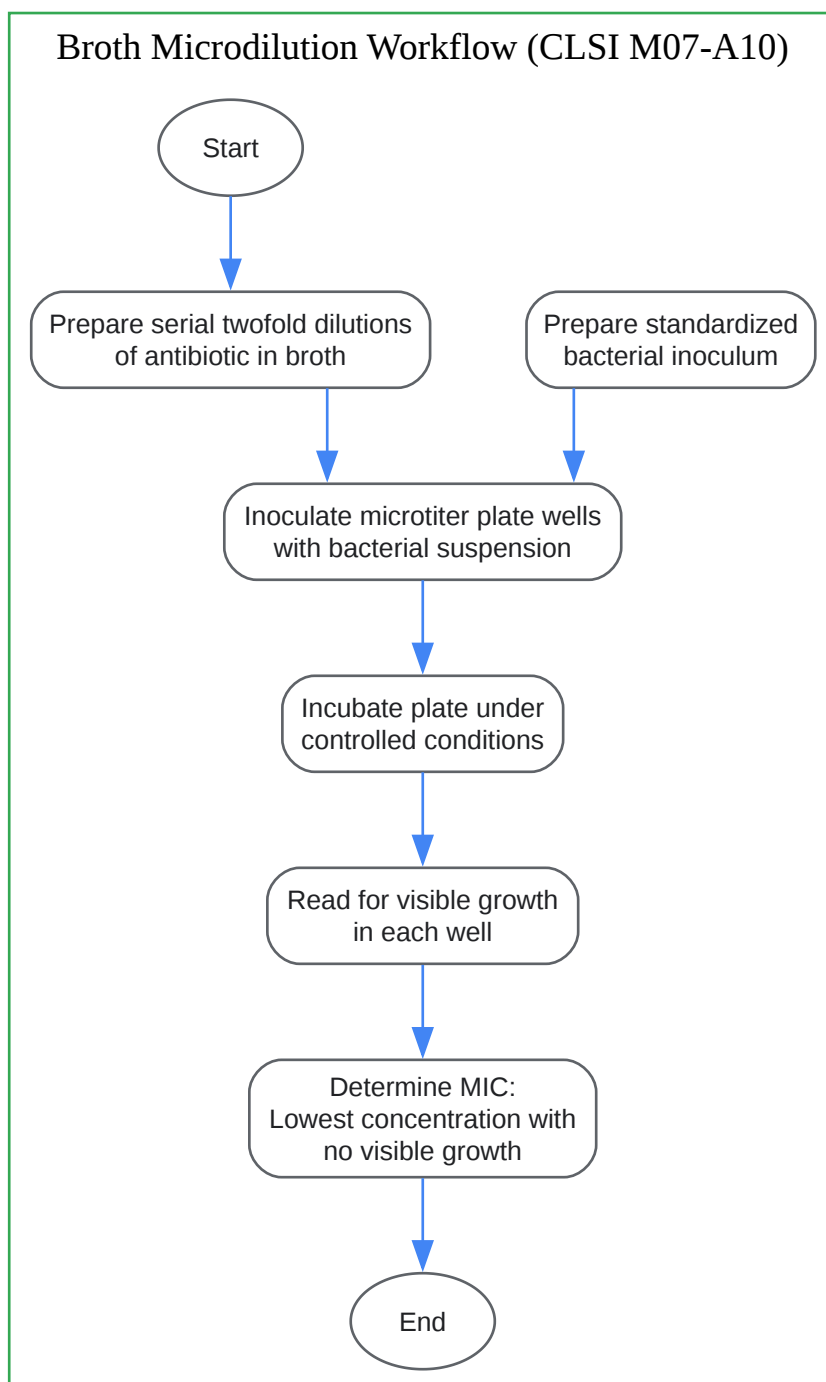 Broth Microdilution Workflow (CLSI M07-A10)
Start
Prepare serial twofold dilutions
of antibiotic in broth
Prepare standardized
bacterial inoculum
Inoculate microtiter plate wells
with bacterial suspension
Incubate plate under
controlled conditions
Read for visible growth
in each well
Determine MIC:
Lowest concentration with
no visible growth
End